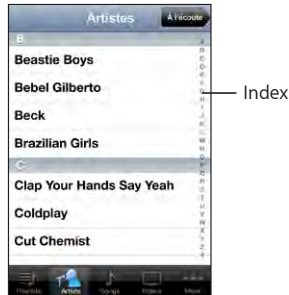 Artistes
A l'écoute
B
Beastie Boys
Bebel Gilberto
Index
Beck
Brazilian Girls
C
Clap Your Hands Say Yeah
Coldplay
Cut Chemist
Playlists Artists Songs Videos More